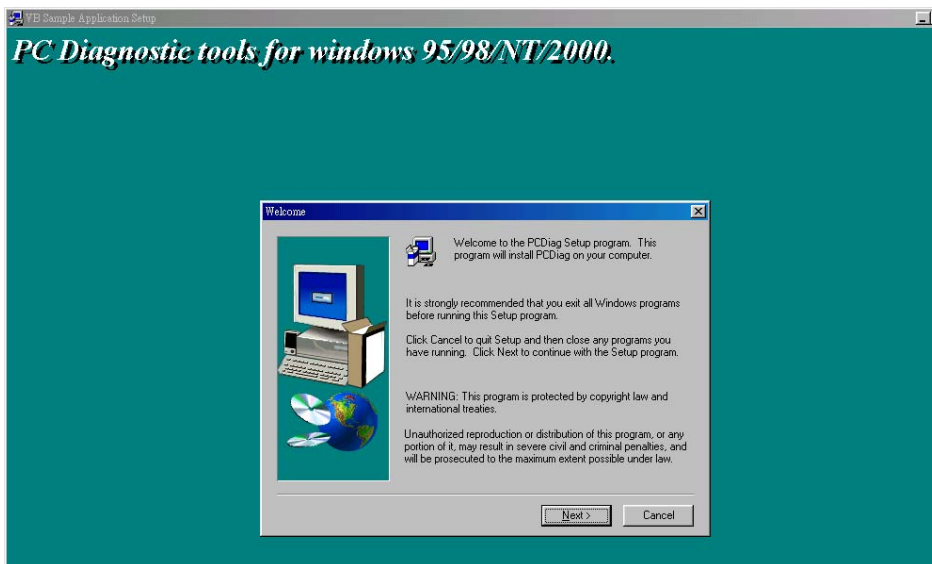 VB Sample Application Setup
PC Diagnostic tools for windows 95/98/NT/2000.
Welcome
Welcome to the PCDiag Setup program. This
program will install PCDiag on your computer.
It is strongly recommended that you exit all Windows programs
before running this Setup program.
Click Cancel to quit Setup and then close any programs you
have running. Click Next to continue with the Setup program.
WARNING: This program is protected by copyright law and
international treaties.
Unauthorized reproduction or distribution of this program, or any
portion of it, may result in severe civil and criminal penalties, and
will be prosecuted to the maximum extent possible under law.
Next >
Cancel